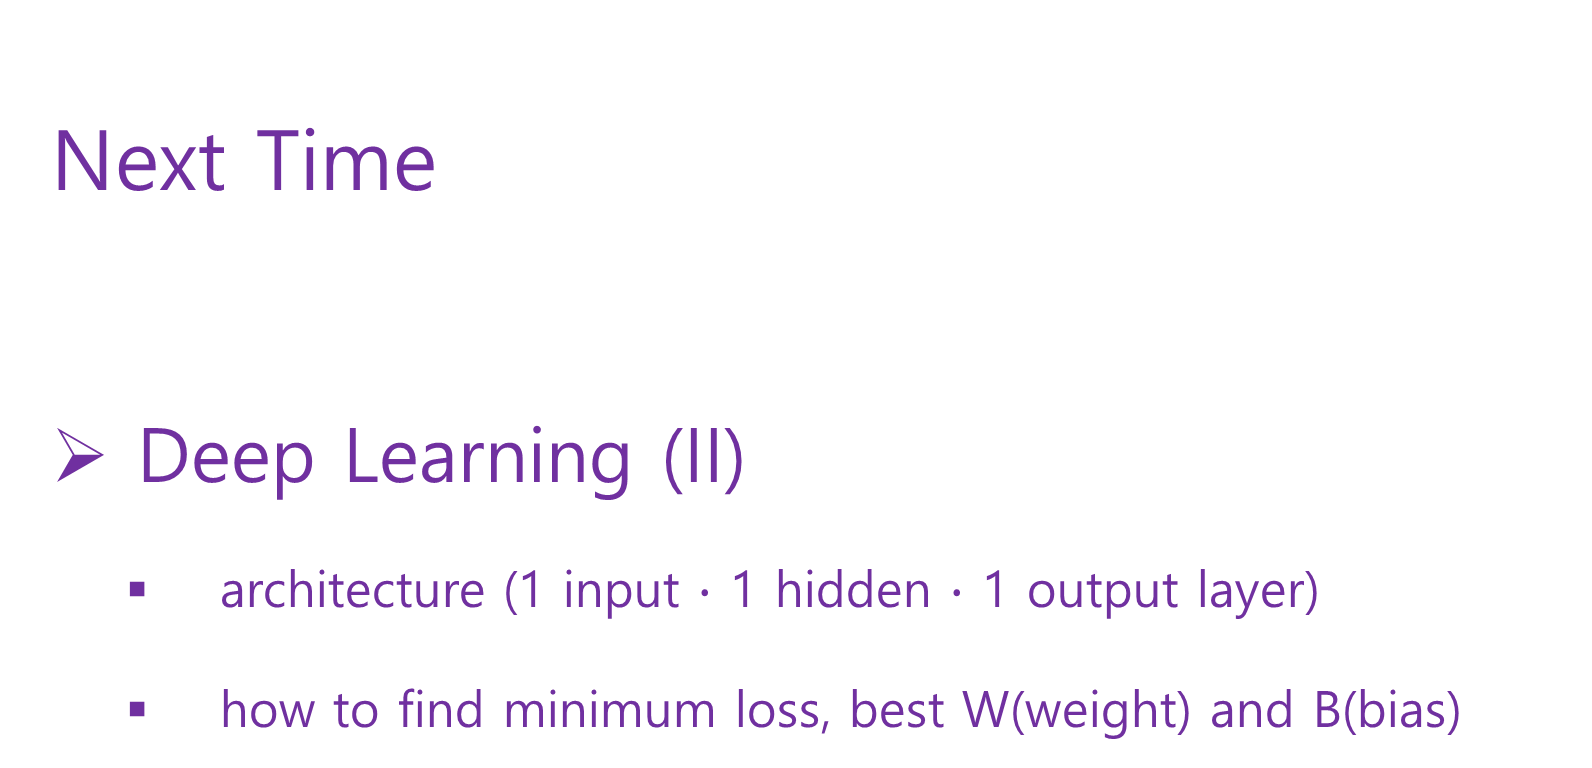 Next Time
➢ Deep Learning (II)
▪ architecture (1 input · 1 hidden · 1 output layer)
▪ how to find minimum loss, best W(weight) and B(bias)